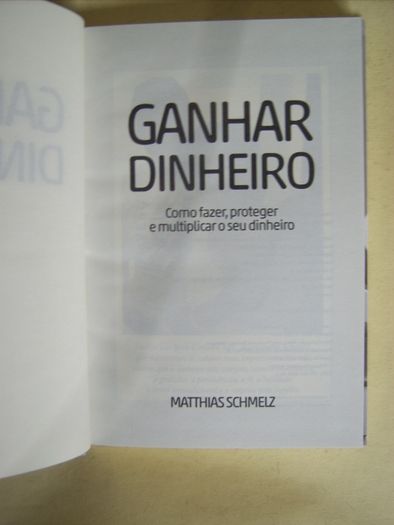 GANHAR
DINHEIRO
Como fazer, proteger
e multiplicar o seu dinheiro
MATTHIAS SCHMELZ